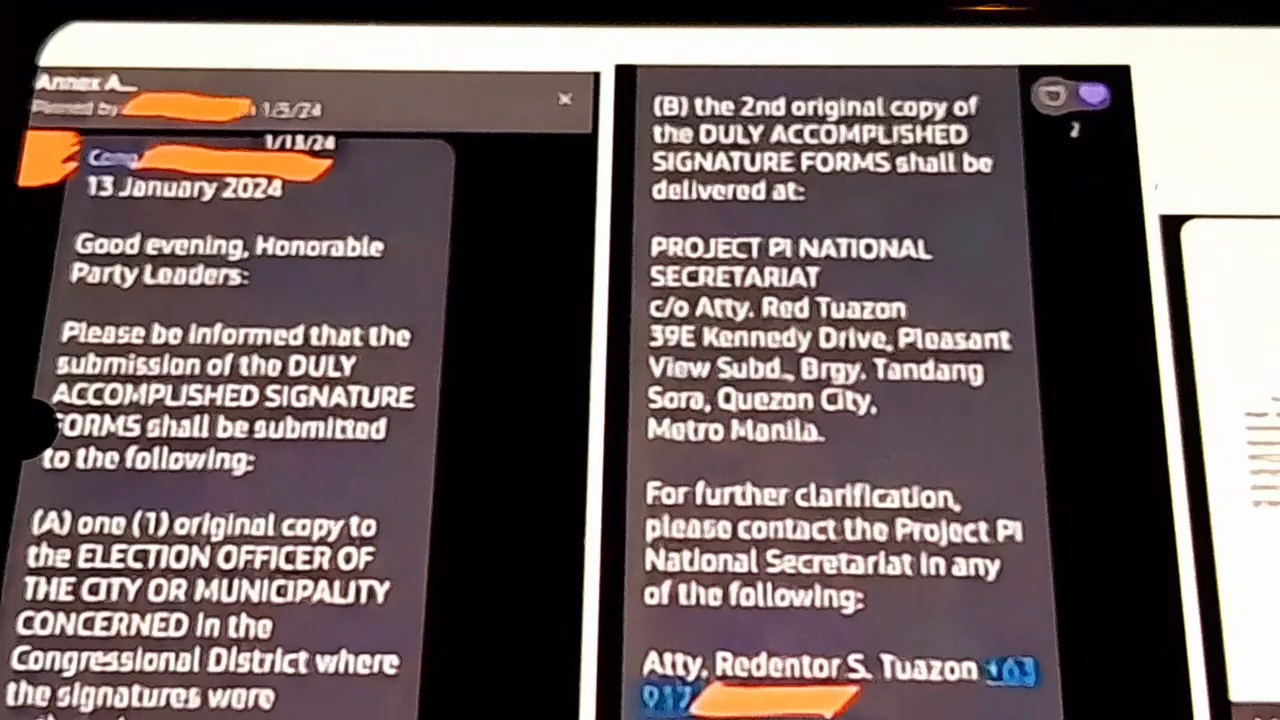 Annex A...
Pinned by 1/5/24
1/13/24
Cong
13 January 2024
Good evening, Honorable
Party Leaders:
Please be informed that the
submission of the DULY
ACCOMPLISHED SIGNATURE
FORMS shall be submitted
to the following:
(A) one (1) original copy to
the ELECTION OFFICER OF
THE CITY OR MUNICIPALITY
CONCERNED in the
Congressional District where
the signatures were
(B) the 2nd original copy of
the DULY ACCOMPLISHED
SIGNATURE FORMS shall be
delivered at:
PROJECT PI NATIONAL
SECRETARIAT
c/o Atty. Red Tuazon
39E Kennedy Drive, Pleasant
View Subd., Brgy. Tandang
Sora, Quezon City,
Metro Manila.
For further clarification,
please contact the Project PI
National Secretariat in any
of the following:
Atty. Redentor S. Tuazon +63
917
2